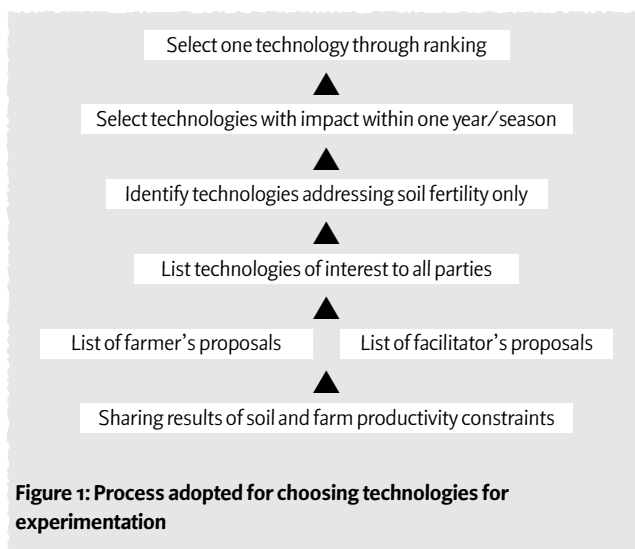 Select one technology through ranking
Select technologies with impact within one year/season
Identify technologies addressing soil fertility only
List technologies of interest to all parties
List of farmer's proposals
List of facilitator's proposals
Sharing results of soil and farm productivity constraints
Figure 1: Process adopted for choosing technologies for
experimentation